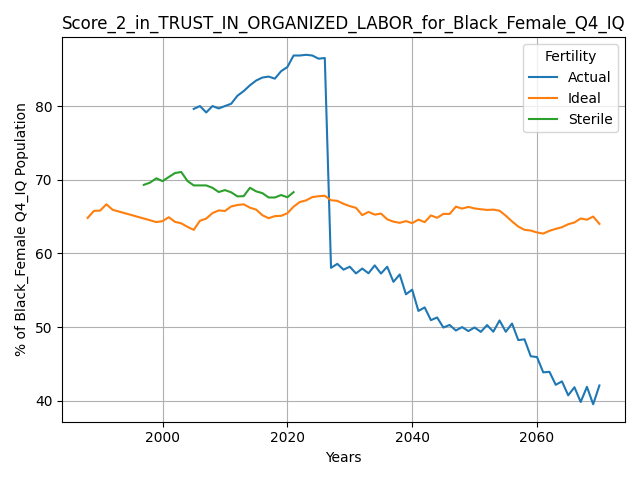 Score_2_in_TRUST_IN_ORGANIZED_LABOR_for_Black_Female_Q4_IQ
Fertility
Actual
Ideal
Sterile
% of Black_Female Q4_IQ Population
80
70
60
50
40
2000
2020
2040
2060
Years